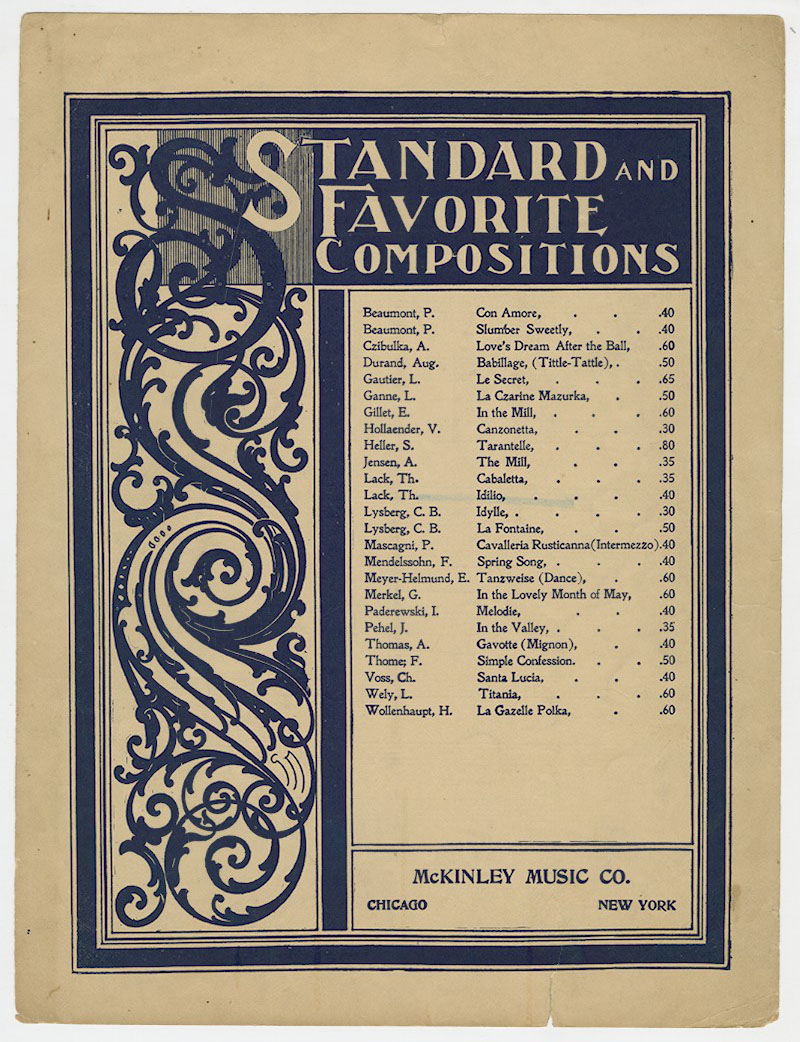 STANDARD AND
FAVORITE
COMPOSITIONS
Beaumont, P. Con Amore, . . .40
Beaumont, P. Slumber Sweetly, . . .40
Czibulka, A. Love's Dream After the Ball, .60
Durand, Aug. Babillage, (Tittle-Tattle), . .50
Gautier, L. Le Secret, . . . .65
Ganne, L. La Czarine Mazurka, . .50
Gillet, E. In the Mill, . . . .60
Hollaender, V. Canzonetta, . . .30
Heller, S. Tarantelle, . . . .80
Jensen, A. The Mill, . . .35
Lack, Th. Cabaletta, . . . .35
Lack, Th. Idilio, . . . .40
Lysberg, C. B. Idylle, . . . . .30
Lysberg, C. B. La Fontaine, . . .50
Mascagni, P. Cavalleria Rusticanna(Intermezzo).40
Mendelssohn, F. Spring Song, . . . .40
Meyer-Helmund, E. Tanzweise (Dance), . .60
Merkel, G. In the Lovely Month of May, .60
Paderewski, I. Melodie, . . .40
Pehel, J. In the Valley, . . . .35
Thomas, A. Gavotte (Mignon), . .40
Thome; F. Simple Confession. . . .50
Voss, Ch. Santa Lucia, . . .40
Wely, L. Titania, . . . .60
Wollenhaupt, H. La Gazelle Polka, . .60
McKINLEY MUSIC CO.
CHICAGO NEW YORK